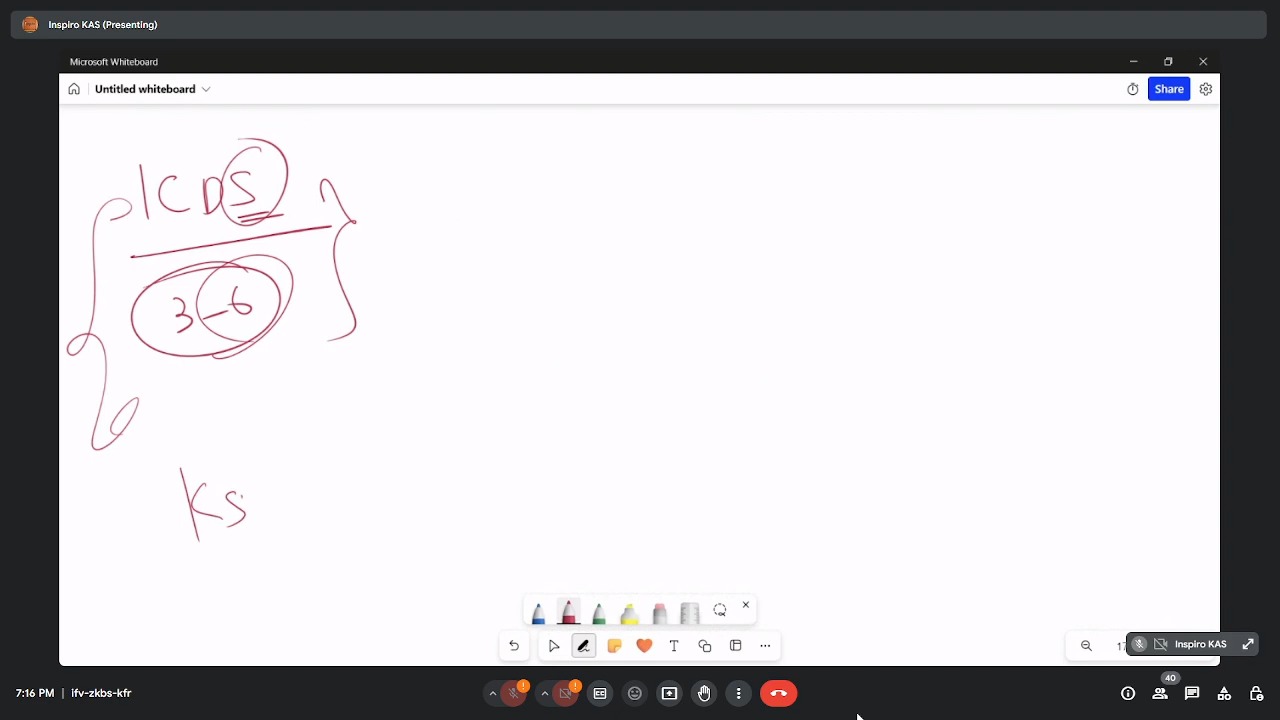 Inspiro KAS (Presenting)
Microsoft Whiteboard
Untitled whiteboard
Share
ICDS
3-6
KS
T
Inspiro KAS
40
7:16 PM | ifv-zkbs-kfr